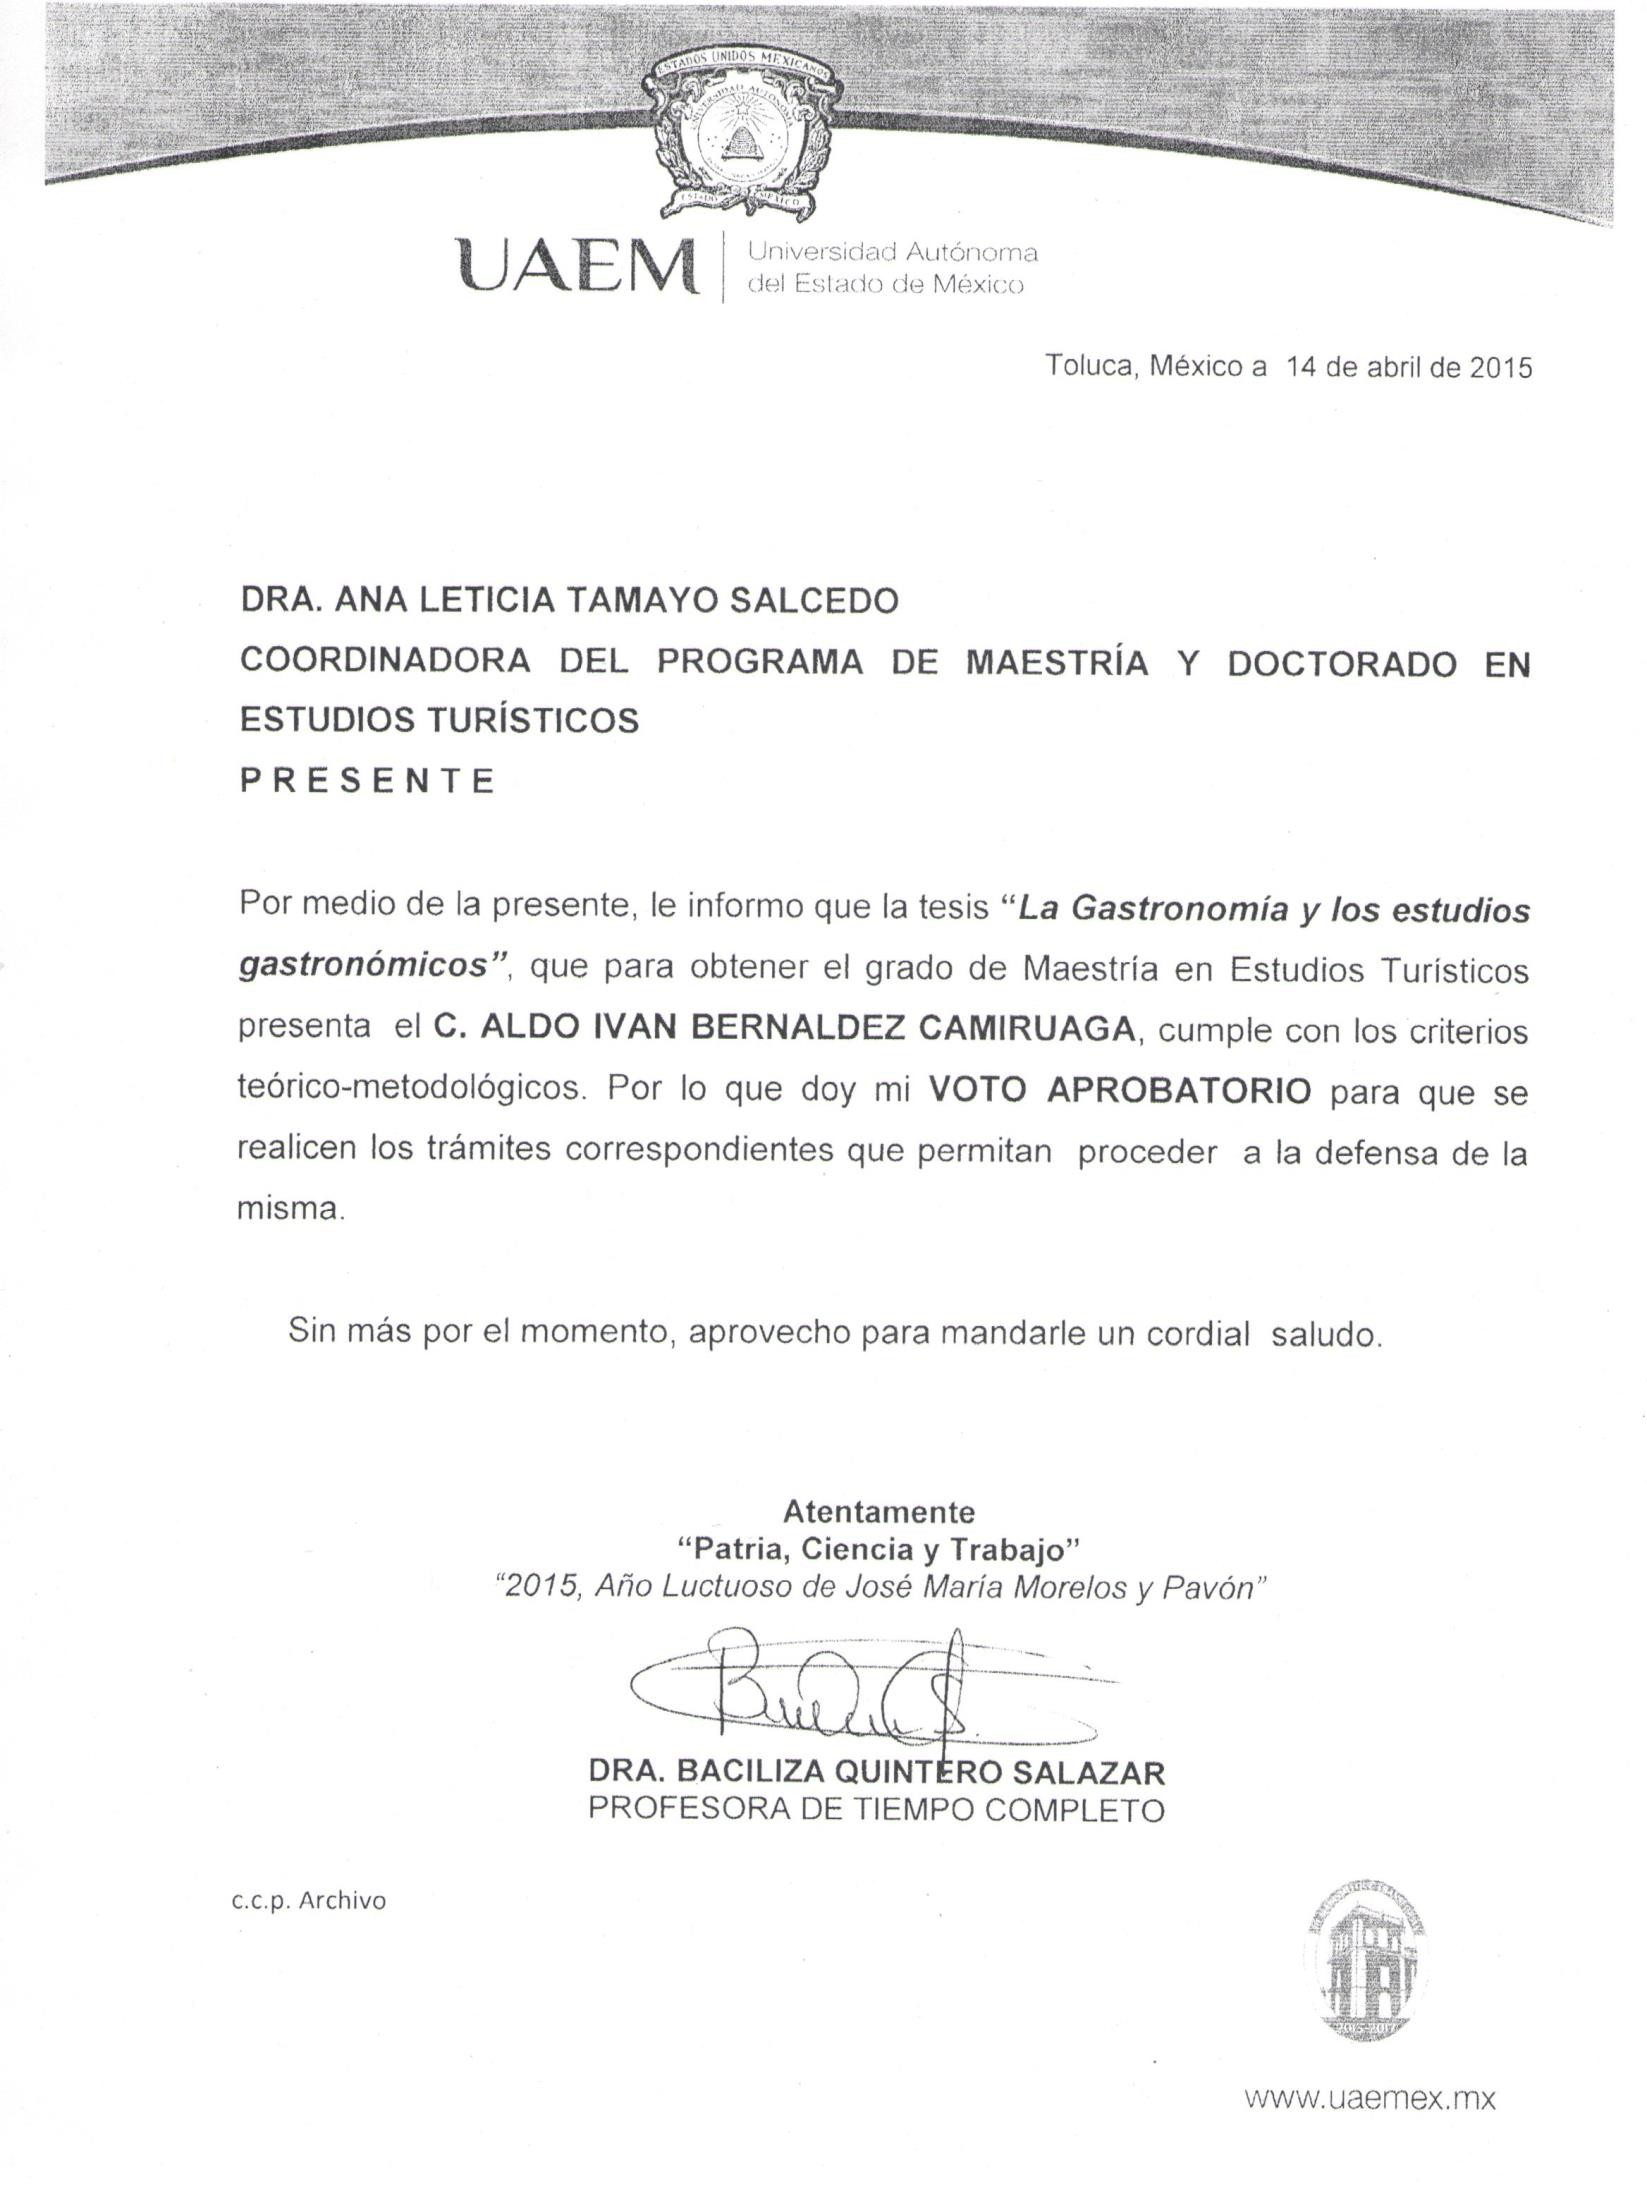 ESTADOS UNIDOS MEXICANOS
UNIVERSIDAD AUTONOMA
ESTADO MEXICO
UAEM
Universidad Autónoma
del Estado de México
Toluca, México a 14 de abril de 2015
DRA. ANA LETICIA TAMAYO SALCEDO
COORDINADORA DEL PROGRAMA DE MAESTRÍA Y DOCTORADO EN
ESTUDIOS TURÍSTICOS
P R E S E N T E
Por medio de la presente, le informo que la tesis “La Gastronomía y los estudios
gastronómicos”, que para obtener el grado de Maestría en Estudios Turísticos
presenta el C. ALDO IVAN BERNALDEZ CAMIRUAGA, cumple con los criterios
teórico-metodológicos. Por lo que doy mi VOTO APROBATORIO para que se
realicen los trámites correspondientes que permitan proceder a la defensa de la
misma.
Sin más por el momento, aprovecho para mandarle un cordial saludo.
Atentamente
“Patria, Ciencia y Trabajo”
“2015, Año Luctuoso de José María Morelos y Pavón”
DRA. BACILIZA QUINTERO SALAZAR
PROFESORA DE TIEMPO COMPLETO
c.c.p. Archivo
www.uaemex.mx